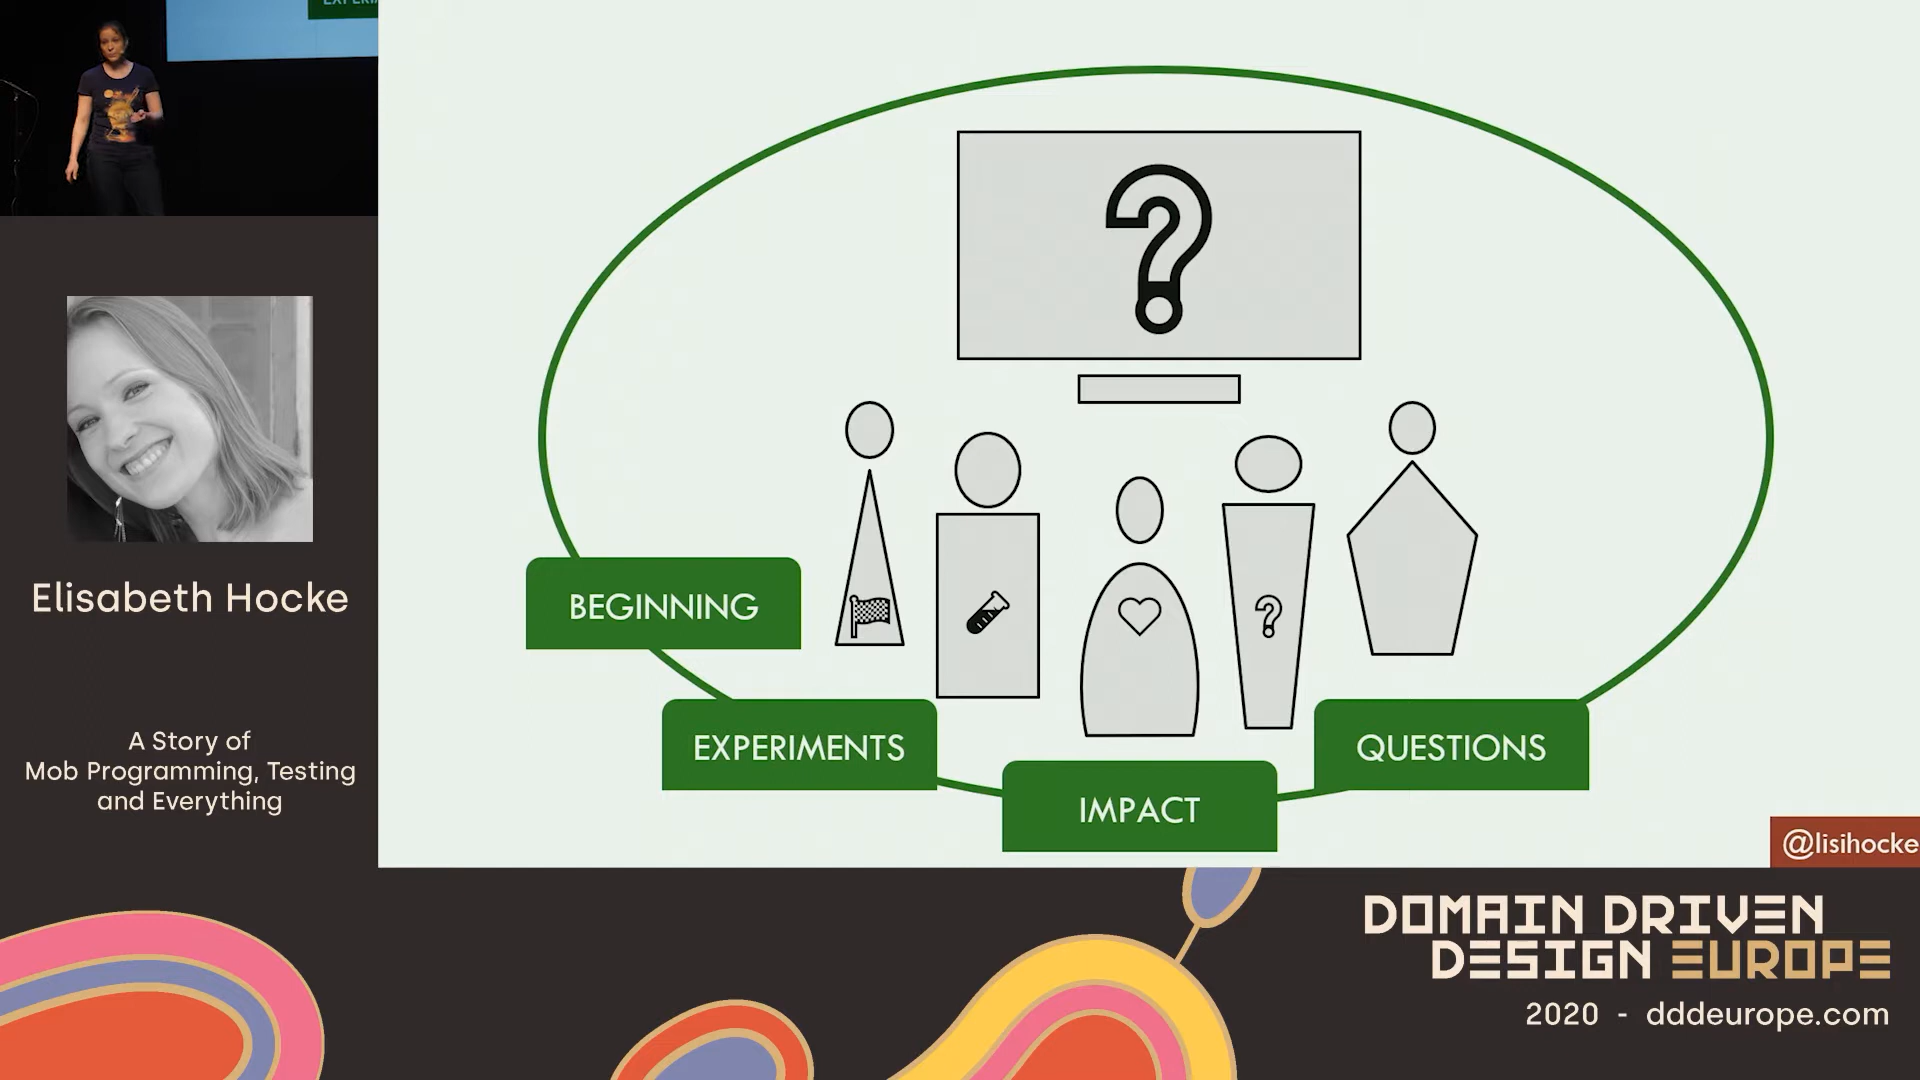 Elisabeth Hocke
A Story of
Mob Programming, Testing
and Everything
?
?
BEGINNING
EXPERIMENTS
IMPACT
QUESTIONS
@lisihocke
DOMAIN DRIVEN
DESIGN EUROPE
2020 - dddeurope.com